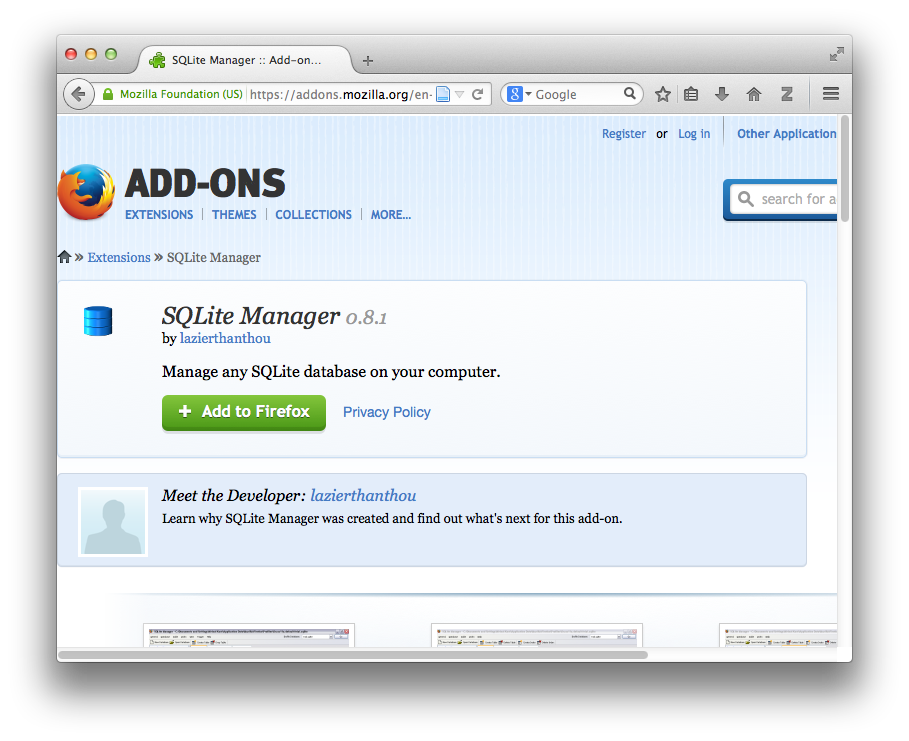 SQLite Manager :: Add-on...
Mozilla Foundation (US) https://addons.mozilla.org/en- Google
Register or Log in Other Application
ADD-ONS
EXTENSIONS THEMES COLLECTIONS MORE...
search for a
» Extensions » SQLite Manager
SQLite Manager 0.8.1
by lazierthanthou
Manage any SQLite database on your computer.
+ Add to Firefox Privacy Policy
Meet the Developer: lazierthanthou
Learn why SQLite Manager was created and find out what's next for this add-on.